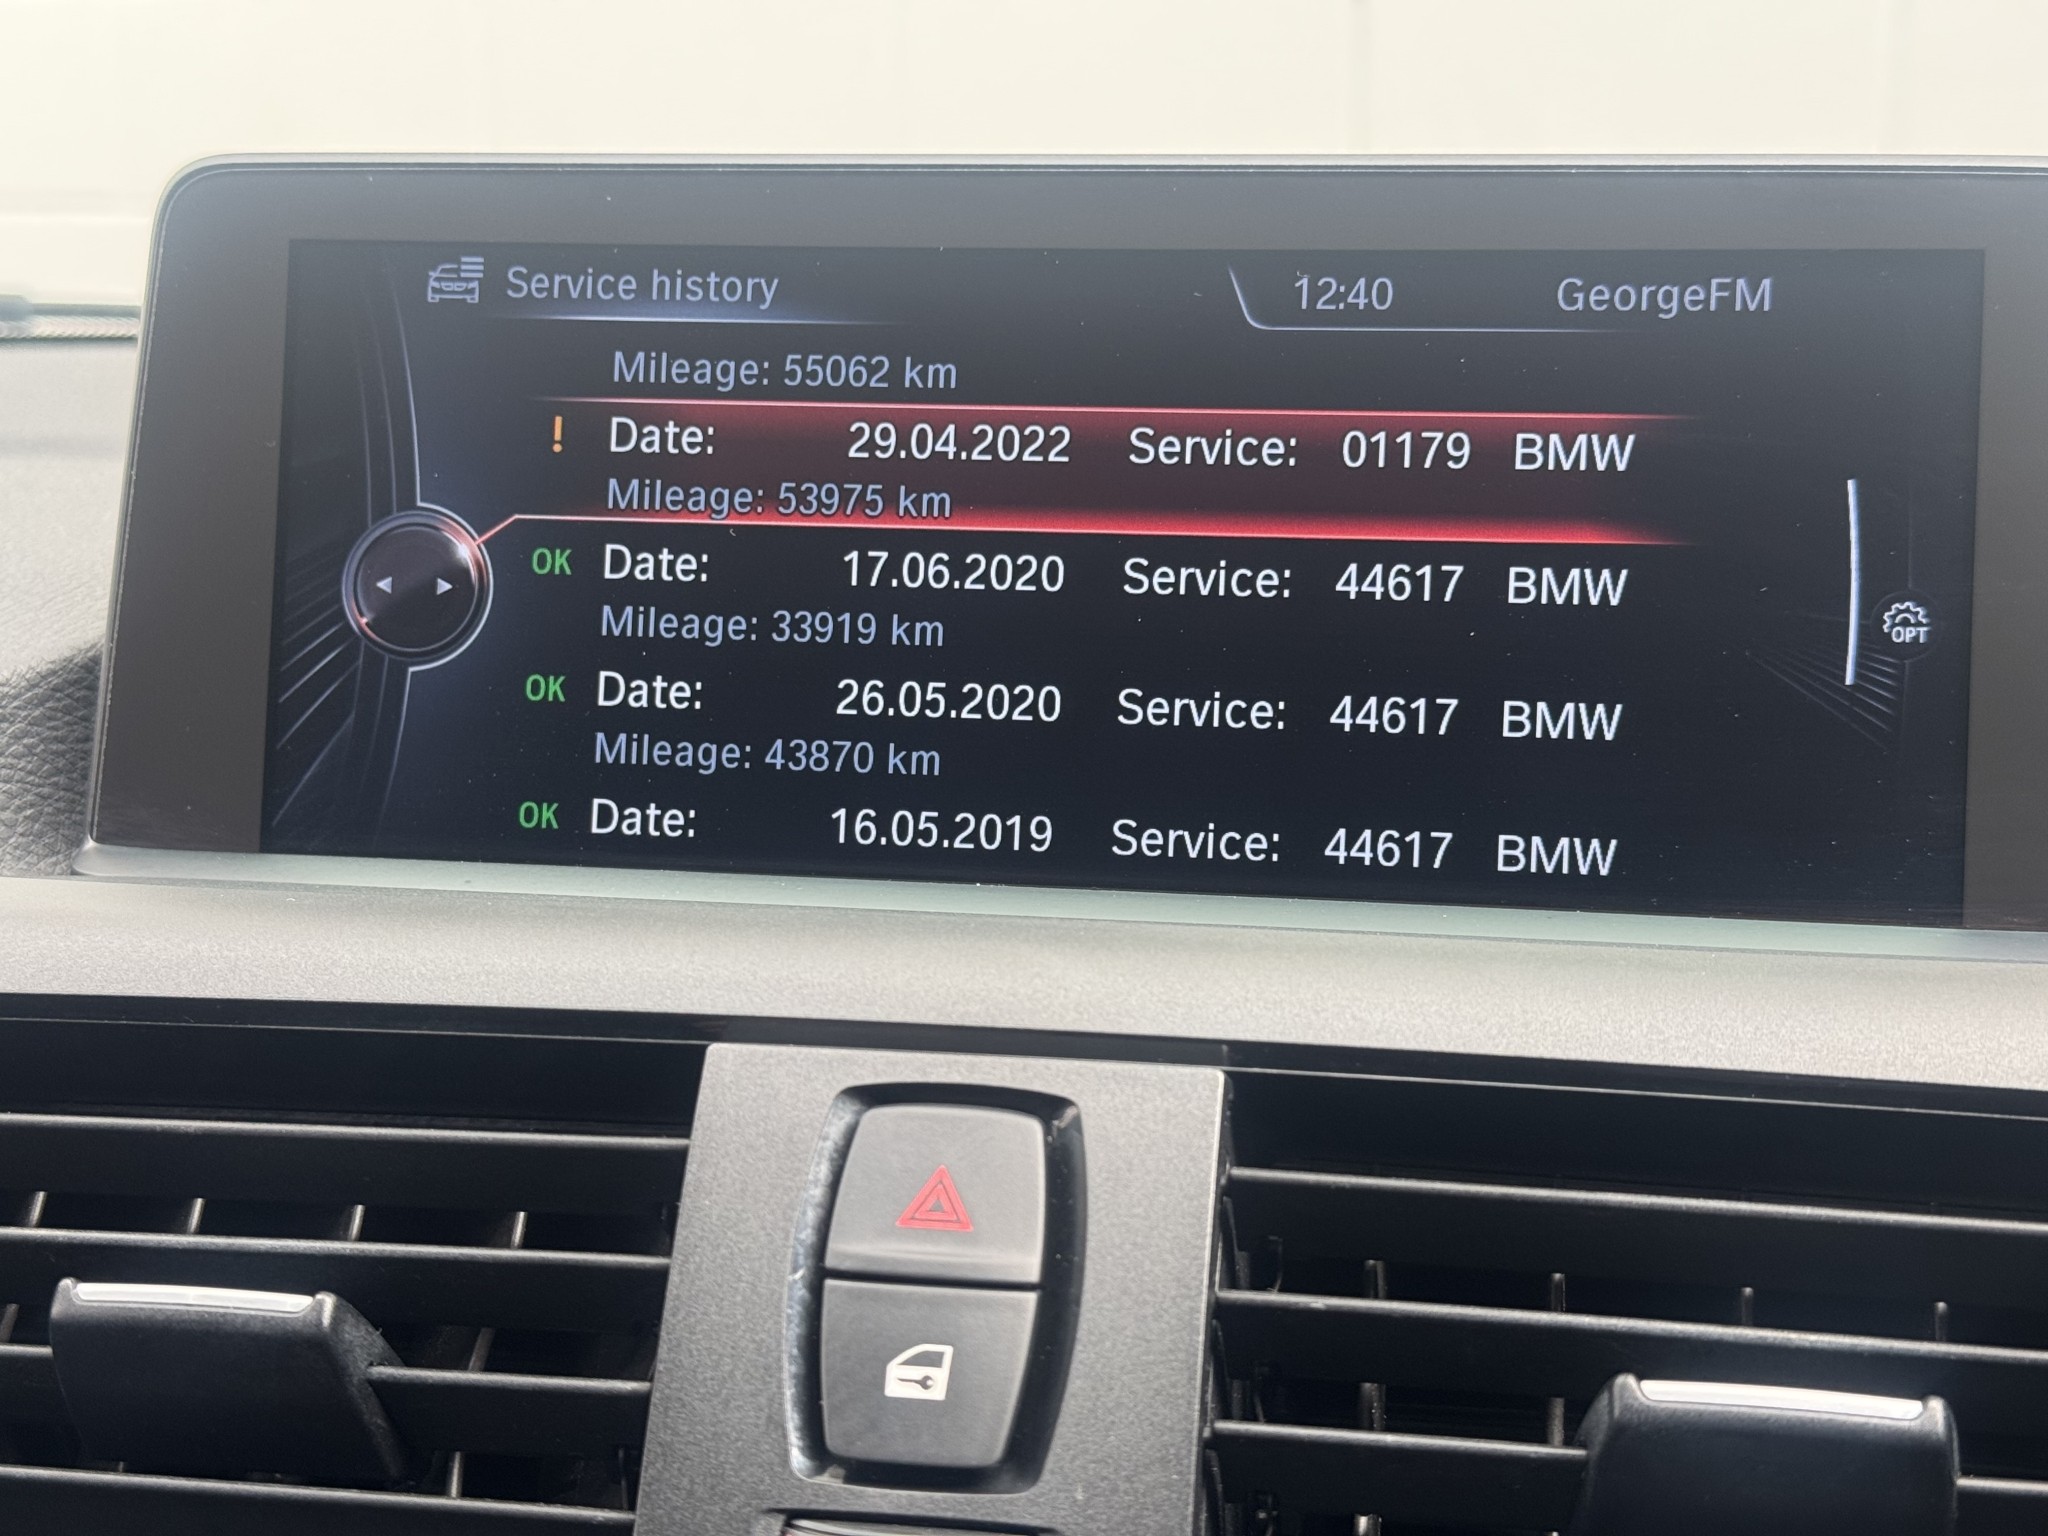 Service history 12:40 GeorgeFM
Mileage: 55062 km
! Date: 29.04.2022 Service: 01179 BMW
Mileage: 53975 km
OK Date: 17.06.2020 Service: 44617 BMW
Mileage: 33919 km
OPT
OK Date: 26.05.2020 Service: 44617 BMW
Mileage: 43870 km
OK Date: 16.05.2019 Service: 44617 BMW